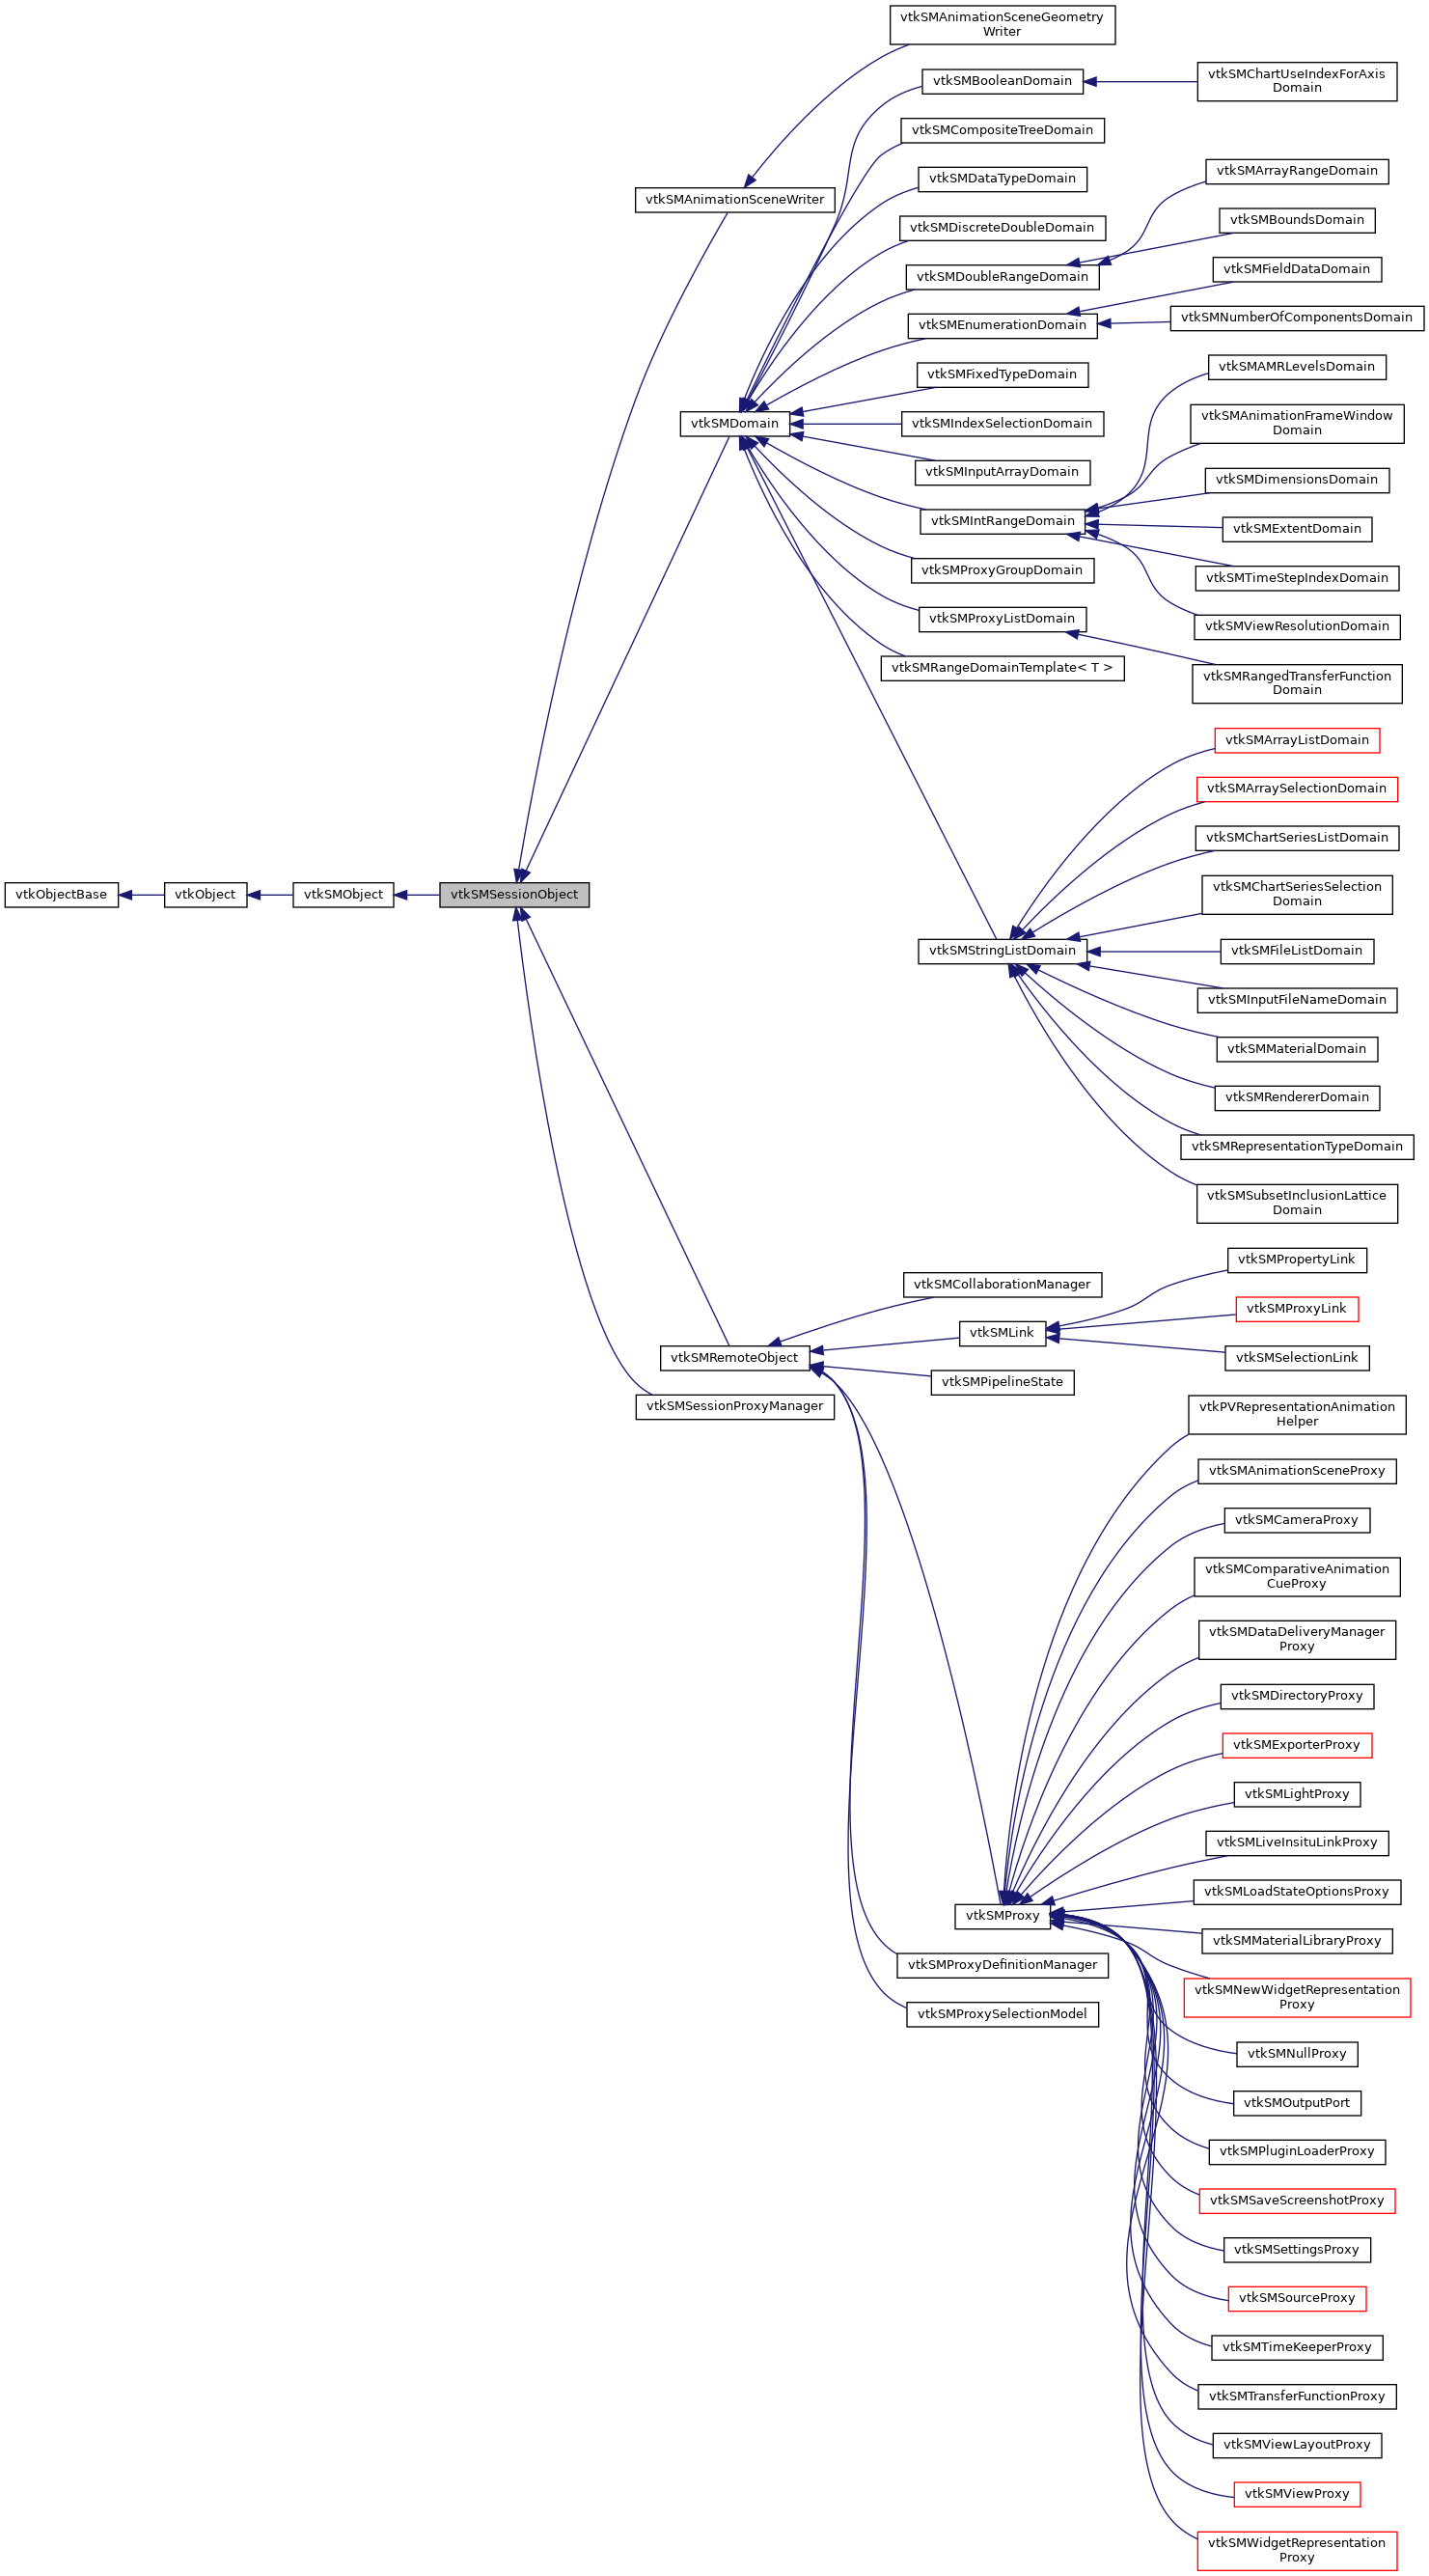 vtkSMAnimationSceneGeometry
Writer
vtkSMBooleanDomain
vtkSMChartUseIndexForAxis
Domain
vtkSMCompositeTreeDomain
vtkSMDataTypeDomain
vtkSMArrayRangeDomain
vtkSMAnimationSceneWriter
vtkSMDiscreteDoubleDomain
vtkSMBoundsDomain
vtkSMDoubleRangeDomain
vtkSMFieldDataDomain
vtkSMEnumerationDomain
vtkSMNumberOfComponentsDomain
vtkSMFixedTypeDomain
vtkSMAMRLevelsDomain
vtkSMDomain
vtkSMIndexSelectionDomain
vtkSMAnimationFrameWindow
Domain
vtkSMInputArrayDomain
vtkSMDimensionsDomain
vtkSMIntRangeDomain
vtkSMExtentDomain
vtkSMProxyGroupDomain
vtkSMTimeStepIndexDomain
vtkSMProxyListDomain
vtkSMViewResolutionDomain
vtkSMRangeDomainTemplate< T >
vtkSMRangedTransferFunction
Domain
vtkSMArrayListDomain
vtkSMArraySelectionDomain
vtkSMChartSeriesListDomain
vtkObjectBase
vtkObject
vtkSMObject
vtkSMSessionObject
vtkSMChartSeriesSelection
Domain
vtkSMStringListDomain
vtkSMFileListDomain
vtkSMInputFileNameDomain
vtkSMMaterialDomain
vtkSMRendererDomain
vtkSMRepresentationTypeDomain
vtkSMSubsetInclusionLattice
Domain
vtkSMPropertyLink
vtkSMCollaborationManager
vtkSMProxyLink
vtkSMLink
vtkSMRemoteObject
vtkSMSelectionLink
vtkSMPipelineState
vtkSMSessionProxyManager
vtkPVRepresentationAnimation
Helper
vtkSMAnimationSceneProxy
vtkSMCameraProxy
vtkSMComparativeAnimation
CueProxy
vtkSMDataDeliveryManager
Proxy
vtkSMDirectoryProxy
vtkSMExporterProxy
vtkSMLightProxy
vtkSMLiveInsituLinkProxy
vtkSMLoadStateOptionsProxy
vtkSMProxy
vtkSMMaterialLibraryProxy
vtkSMProxyDefinitionManager
vtkSMNewWidgetRepresentation
Proxy
vtkSMProxySelectionModel
vtkSMNullProxy
vtkSMOutputPort
vtkSMPluginLoaderProxy
vtkSMSaveScreenshotProxy
vtkSMSettingsProxy
vtkSMSourceProxy
vtkSMTimeKeeperProxy
vtkSMTransferFunctionProxy
vtkSMViewLayoutProxy
vtkSMViewProxy
vtkSMWidgetRepresentation
Proxy